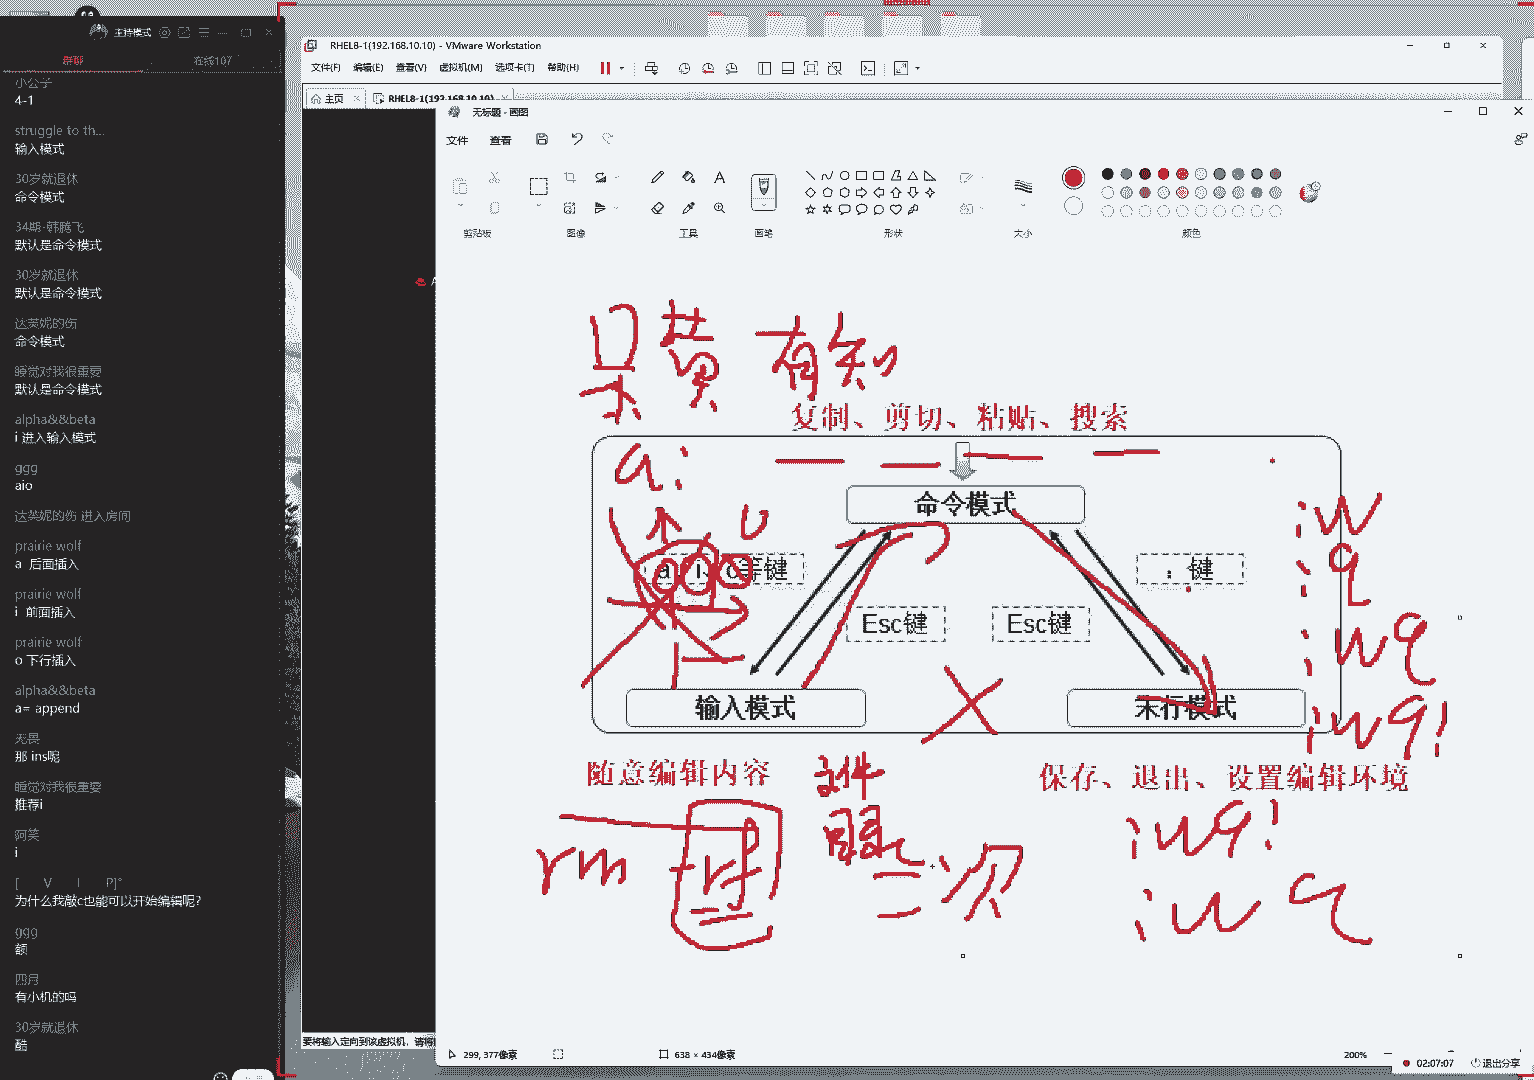 主持模式
群聊
在线107
小公子
4-1
struggle to th...
输入模式
30岁就退休
命令模式
34期-韩腾飞
默认是命令模式
30岁就退休
默认是命令模式
达芙妮的伤
命令模式
睡觉对我很重要
默认是命令模式
alpha&&beta
i 进入输入模式
ggg
aio
达芙妮的伤 进入房间
prairie wolf
a 后面插入
prairie wolf
i 前面插入
prairie wolf
o 下行插入
alpha&&beta
a= append
无畏
那 ins呢
睡觉对我很重要
推荐i
阿笑
i
[ V I P]°
为什么我敲c也能可以开始编辑呢?
ggg
额
四月
有小机的吗
30岁就退休
酷
RHEL8-1(192.168.10.10) - VMware Workstation
文件(F) 编辑(E) 查看(V) 虚拟机(M) 选项卡(T) 帮助(H)
主页 RHEL8-1(192.168.10.10)
无标题 - 画图
文件 查看
剪贴板 图像 工具 画笔 形状 大小 颜色
有知
复制、剪切、粘贴、搜索
a i
命令模式
:w
:q
:wq
:wq!
等键
: 键
Esc键 Esc键
输入模式 末行模式
随意编辑内容 文件
保存、退出、设置编辑环境
rm -rf
二次
:wq!
:wq
要将输入定向到该虚拟机，请将
299, 377像素 638 × 434像素 200%
02:07:07 退出分享